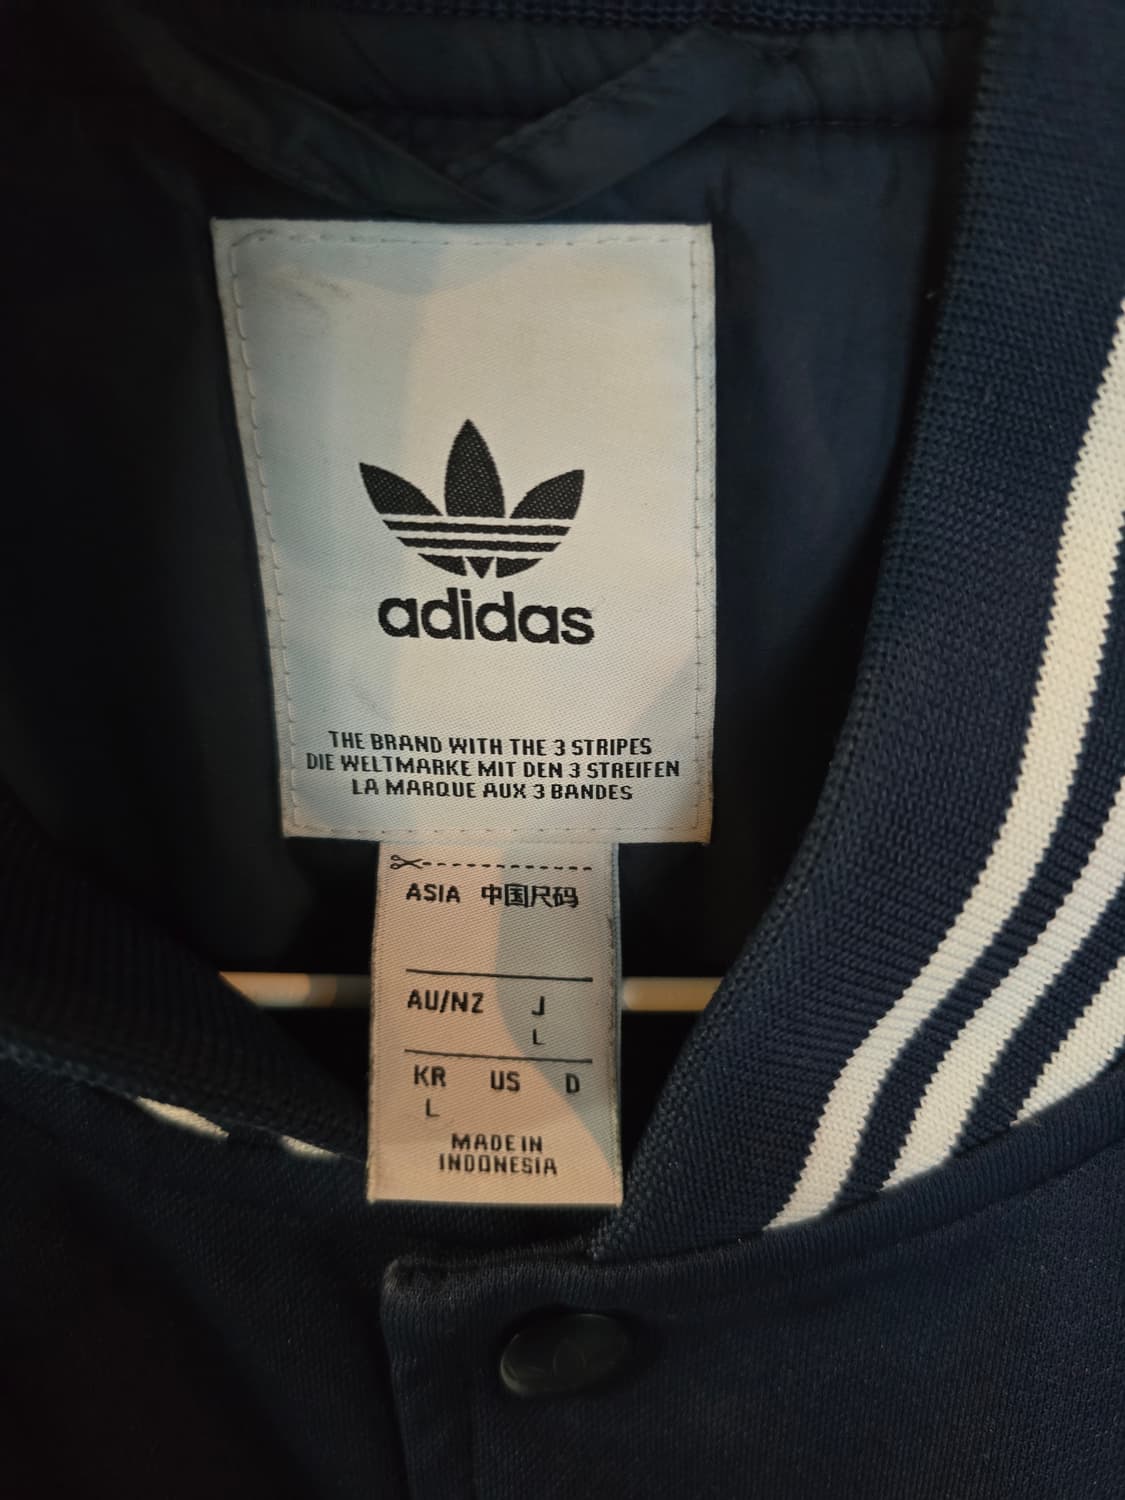 adidas
THE BRAND WITH THE 3 STRIPES
DIE WELTMARKE MIT DEN 3 STREIFEN
LA MARQUE AUX 3 BANDES
ASIA 中国尺码
AU/NZ J
L
KR US D
L
MADE IN
INDONESIA